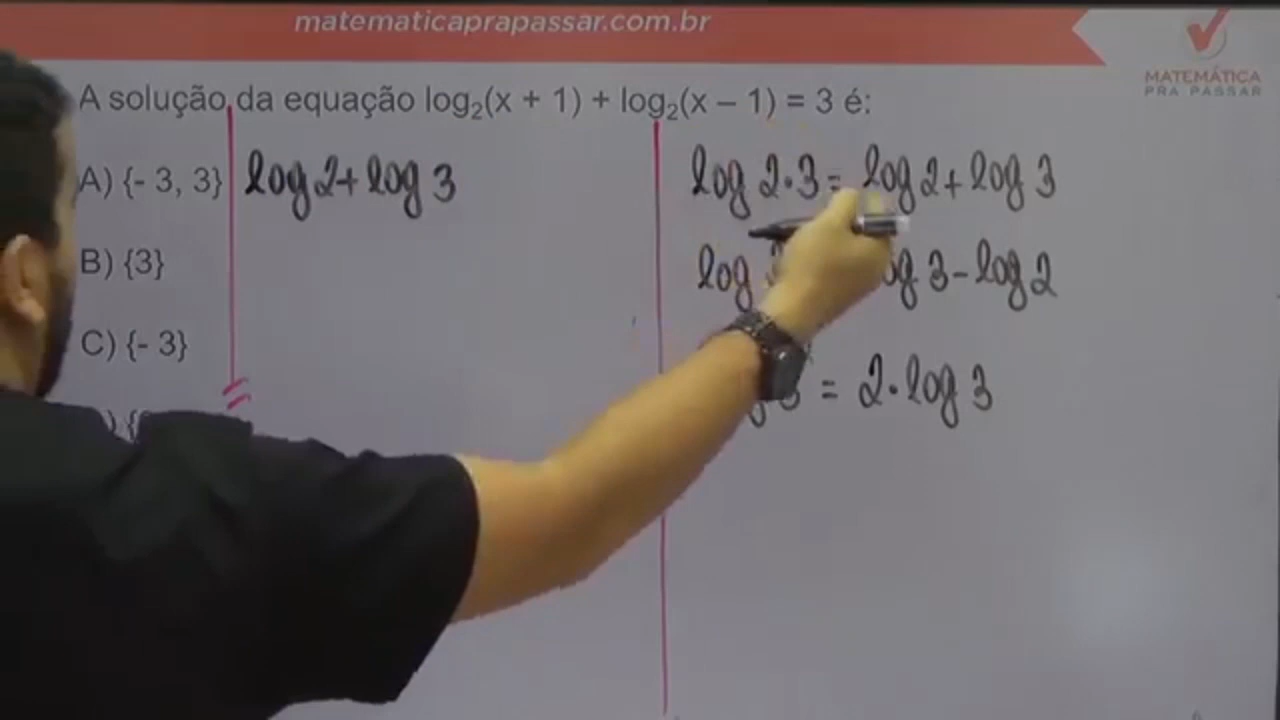 matematicaprapassar.com.br
MATEMÁTICA
PRA PASSAR
A solução da equação log₂(x + 1) + log₂(x – 1) = 3 é:
A) {- 3, 3}
B) {3}
C) {- 3}
log 2 + log 3
log 2 · 3 = log 2 + log 3
log 3 - log 2
3 = 2 · log 3